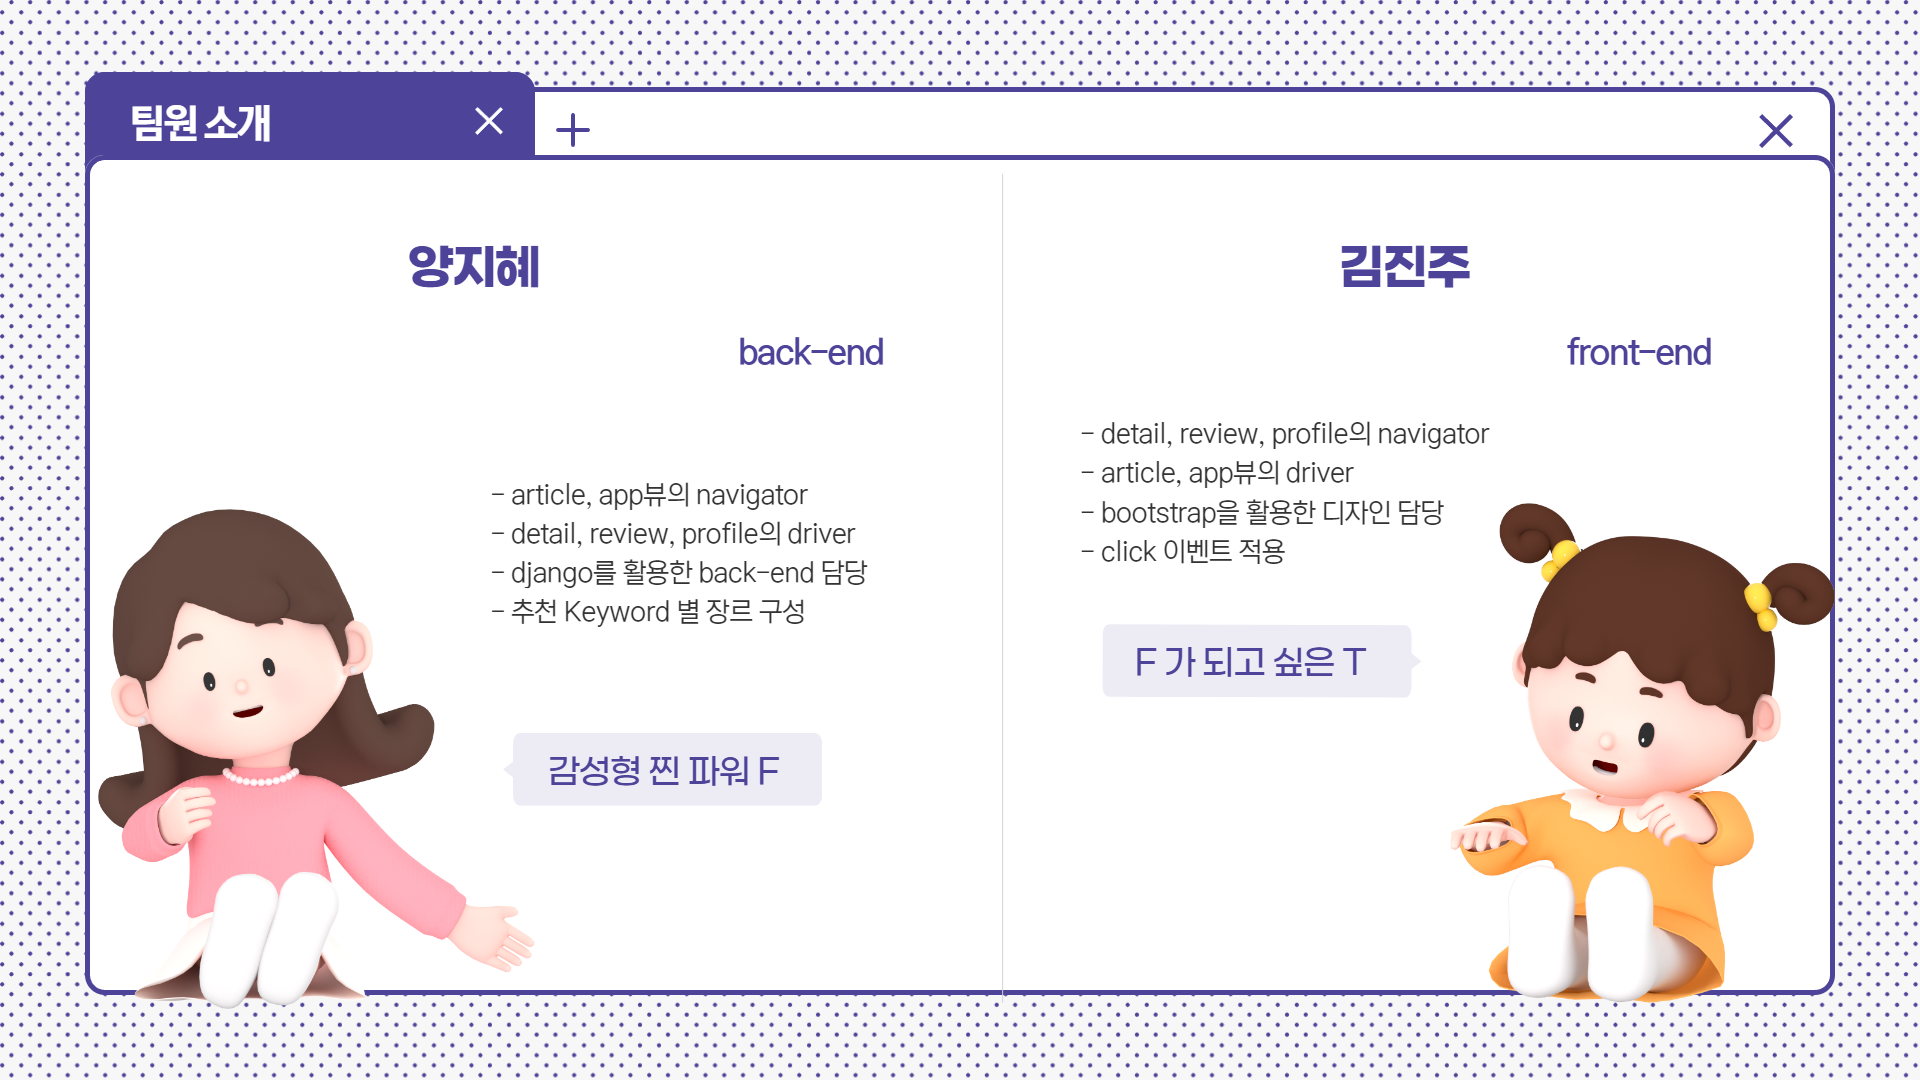 팀원 소개
양지혜
back-end
- article, app뷰의 navigator
- detail, review, profile의 driver
- django를 활용한 back-end 담당
- 추천 Keyword 별 장르 구성
감성형 찐 파워 F
김진주
front-end
- detail, review, profile의 navigator
- article, app뷰의 driver
- bootstrap을 활용한 디자인 담당
- click 이벤트 적용
F 가 되고 싶은 T